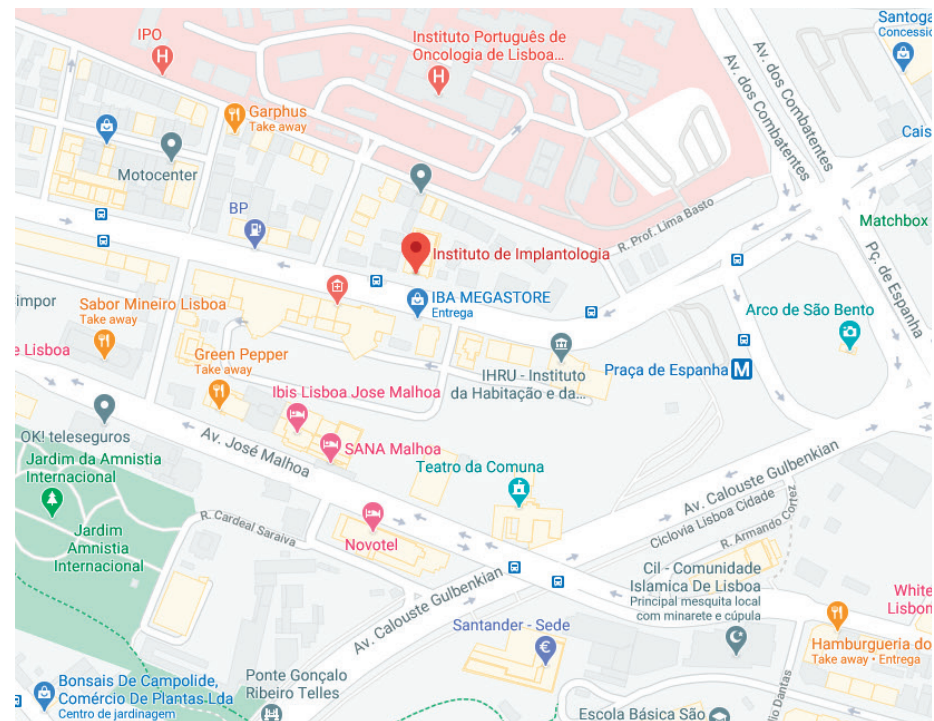 IPO
Instituto Português de
Oncologia de Lisboa...
Santoga
Concessio
Av. dos Combatentes
Av. dos Combatentes
Garphus
Take away
Cais
Motocenter
BP
R. Prof. Lima Basto
Matchbox
Pç. de Espanha
Instituto de Implantologia
IBA MEGASTORE
Entrega
impor
Sabor Mineiro Lisboa
Take away
Arco de São Bento
e Lisboa
Green Pepper
Take away
IHRU - Instituto
da Habitação e da...
Praça de Espanha
M
Ibis Lisboa Jose Malhoa
OK! teleseguros
Av. José Malhoa
SANA Malhoa
Jardim da Amnistia
Internacional
Teatro da Comuna
Av. Calouste Gulbenkian
Ciclovia Lisboa Cidade
R. Armando Cortez
R. Cardeal Saraiva
Jardim
Amnistia
Internacional
Novotel
Cil - Comunidade
Islamica De Lisboa
Principal mesquita local
com minarete e cúpula
Av. Calouste Gulbenkian
White
Lisbon
Santander - Sede
Hamburgueria do
Take away • Entrega
Bonsais De Campolide,
Comércio De Plantas Lda
Centro de jardinagem
Ponte Gonçalo
Ribeiro Telles
io Dantas
Escola Básica São